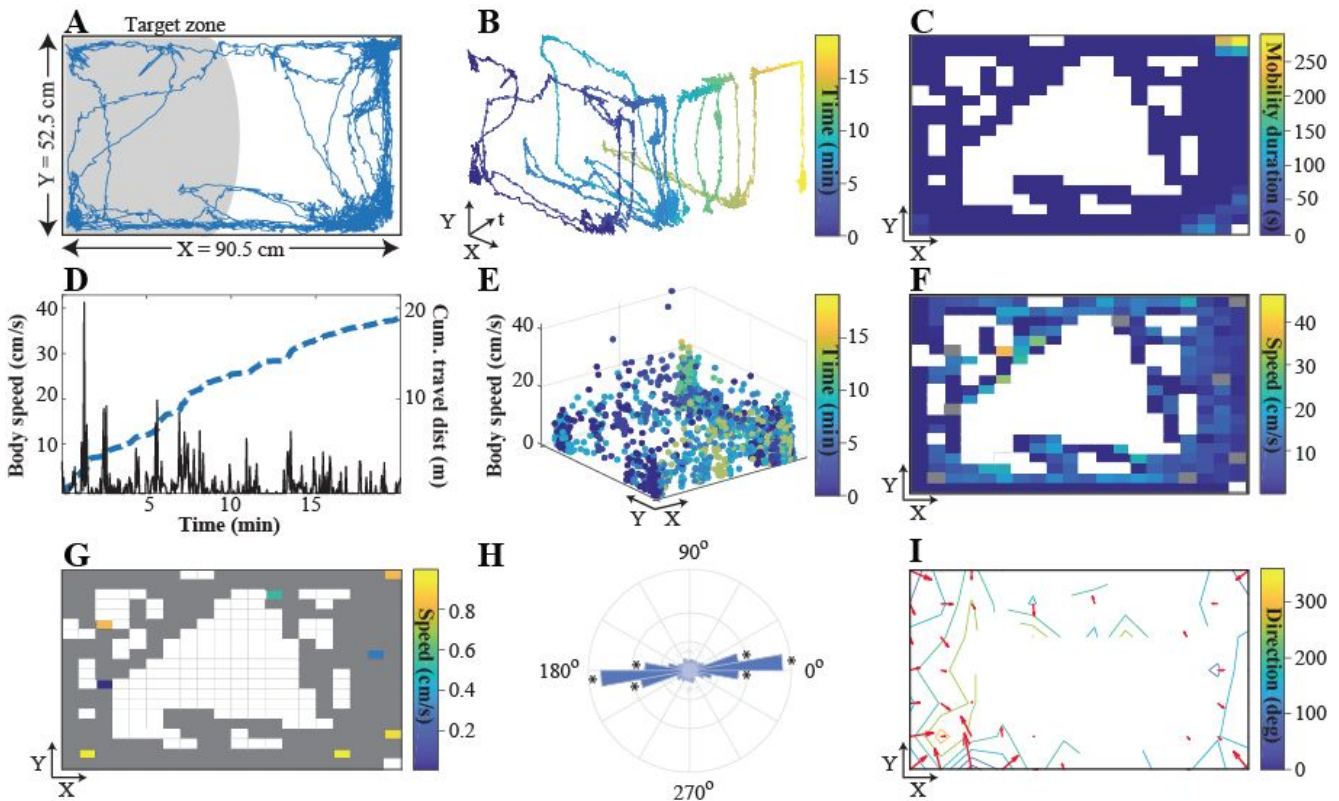 A
Target zone
Y = 52.5 cm
X = 90.5 cm
B
Y
t
X
Time (min)
15
10
5
0
C
Y
X
Mobility duration (s)
250
200
150
100
50
0
D
Body speed (cm/s)
40
30
20
10
5
10
15
Time (min)
20
10
Cum. travel dist (m)
E
Body speed (cm/s)
40
20
0
Y
X
Time (min)
15
10
5
0
F
Y
X
Speed (cm/s)
40
30
20
10
G
Y
X
Speed (cm/s)
0.8
0.6
0.4
0.2
H
90°
180°
0°
270°
* * * * * *
I
Y
X
Direction (deg)
300
200
100
0